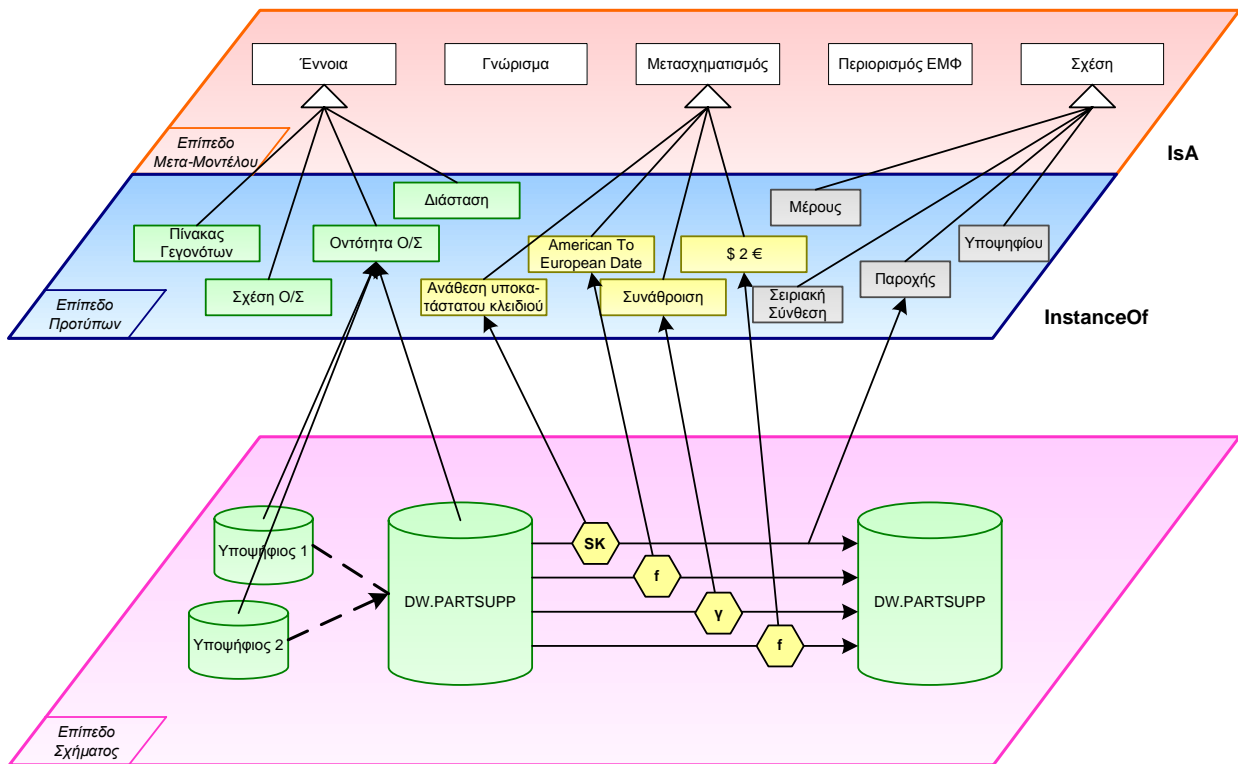 Έννοια
Γνώρισμα
Μετασχηματισμός
Περιορισμός ΕΜΦ
Σχέση
Επίπεδο
Μετα-Μοντέλου
IsA
Διάσταση
Μέρους
Πίνακας
Γεγονότων
Οντότητα Ο/Σ
American To
European Date
$ 2 €
Υποψηφίου
Σχέση Ο/Σ
Ανάθεση υποκα-
τάστατου κλειδιού
Συνάθροιση
Σειριακή
Σύνθεση
Παροχής
Επίπεδο
Προτύπων
InstanceOf
Υποψήφιος 1
SK
f
DW.PARTSUPP
DW.PARTSUPP
γ
Υποψήφιος 2
f
Επίπεδο
Σχήματος